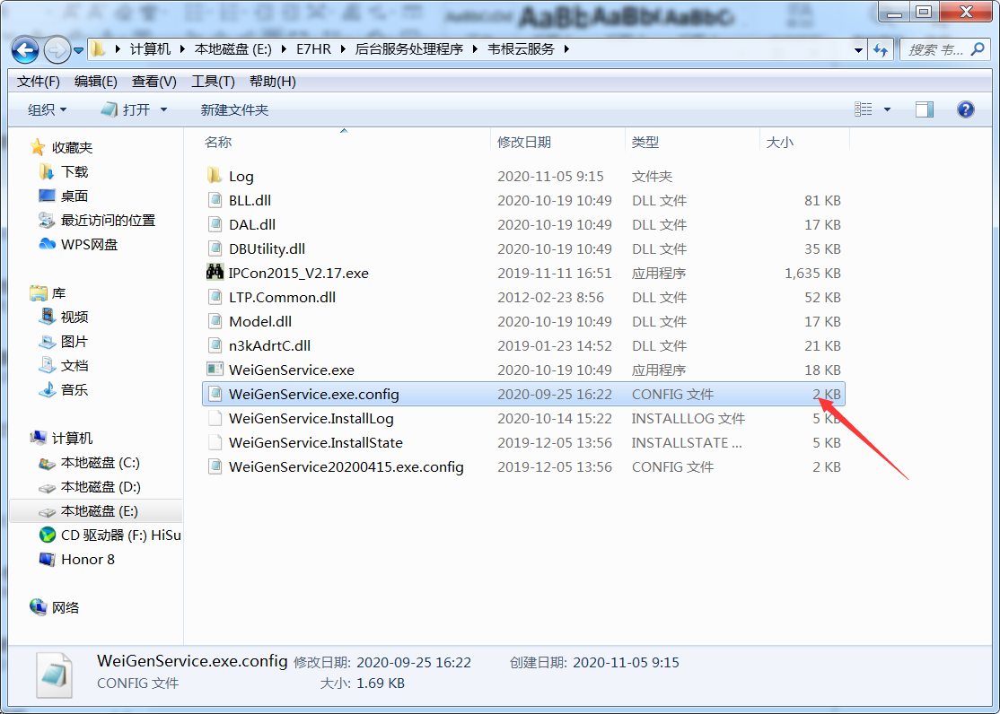 计算机 本地磁盘 (E:) E7HR 后台服务处理程序 韦根云服务 搜索 韦...
文件(F) 编辑(E) 查看(V) 工具(T) 帮助(H)
组织 打开 新建文件夹
收藏夹
下载
桌面
最近访问的位置
WPS网盘
库
视频
图片
文档
音乐
计算机
本地磁盘 (C:)
本地磁盘 (D:)
本地磁盘 (E:)
CD 驱动器 (F:) HiSu
Honor 8
网络
名称 修改日期 类型 大小
Log 2020-11-05 9:15 文件夹
BLL.dll 2020-10-19 10:49 DLL 文件 81 KB
DAL.dll 2020-10-19 10:49 DLL 文件 17 KB
DBUtility.dll 2020-10-19 10:49 DLL 文件 35 KB
IPCon2015_V2.17.exe 2019-11-11 16:51 应用程序 1,635 KB
LTP.Common.dll 2012-02-23 8:56 DLL 文件 52 KB
Model.dll 2020-10-19 10:49 DLL 文件 17 KB
n3kAdrtC.dll 2019-01-23 14:52 DLL 文件 21 KB
WeiGenService.exe 2020-10-19 10:49 应用程序 18 KB
WeiGenService.exe.config 2020-09-25 16:22 CONFIG 文件 2 KB
WeiGenService.InstallLog 2020-10-14 15:22 INSTALLLOG 文件 5 KB
WeiGenService.InstallState 2019-12-05 13:56 INSTALLSTATE ... 5 KB
WeiGenService20200415.exe.config 2019-12-05 13:56 CONFIG 文件 2 KB
WeiGenService.exe.config 修改日期: 2020-09-25 16:22 创建日期: 2020-11-05 9:15
CONFIG 文件 大小: 1.69 KB